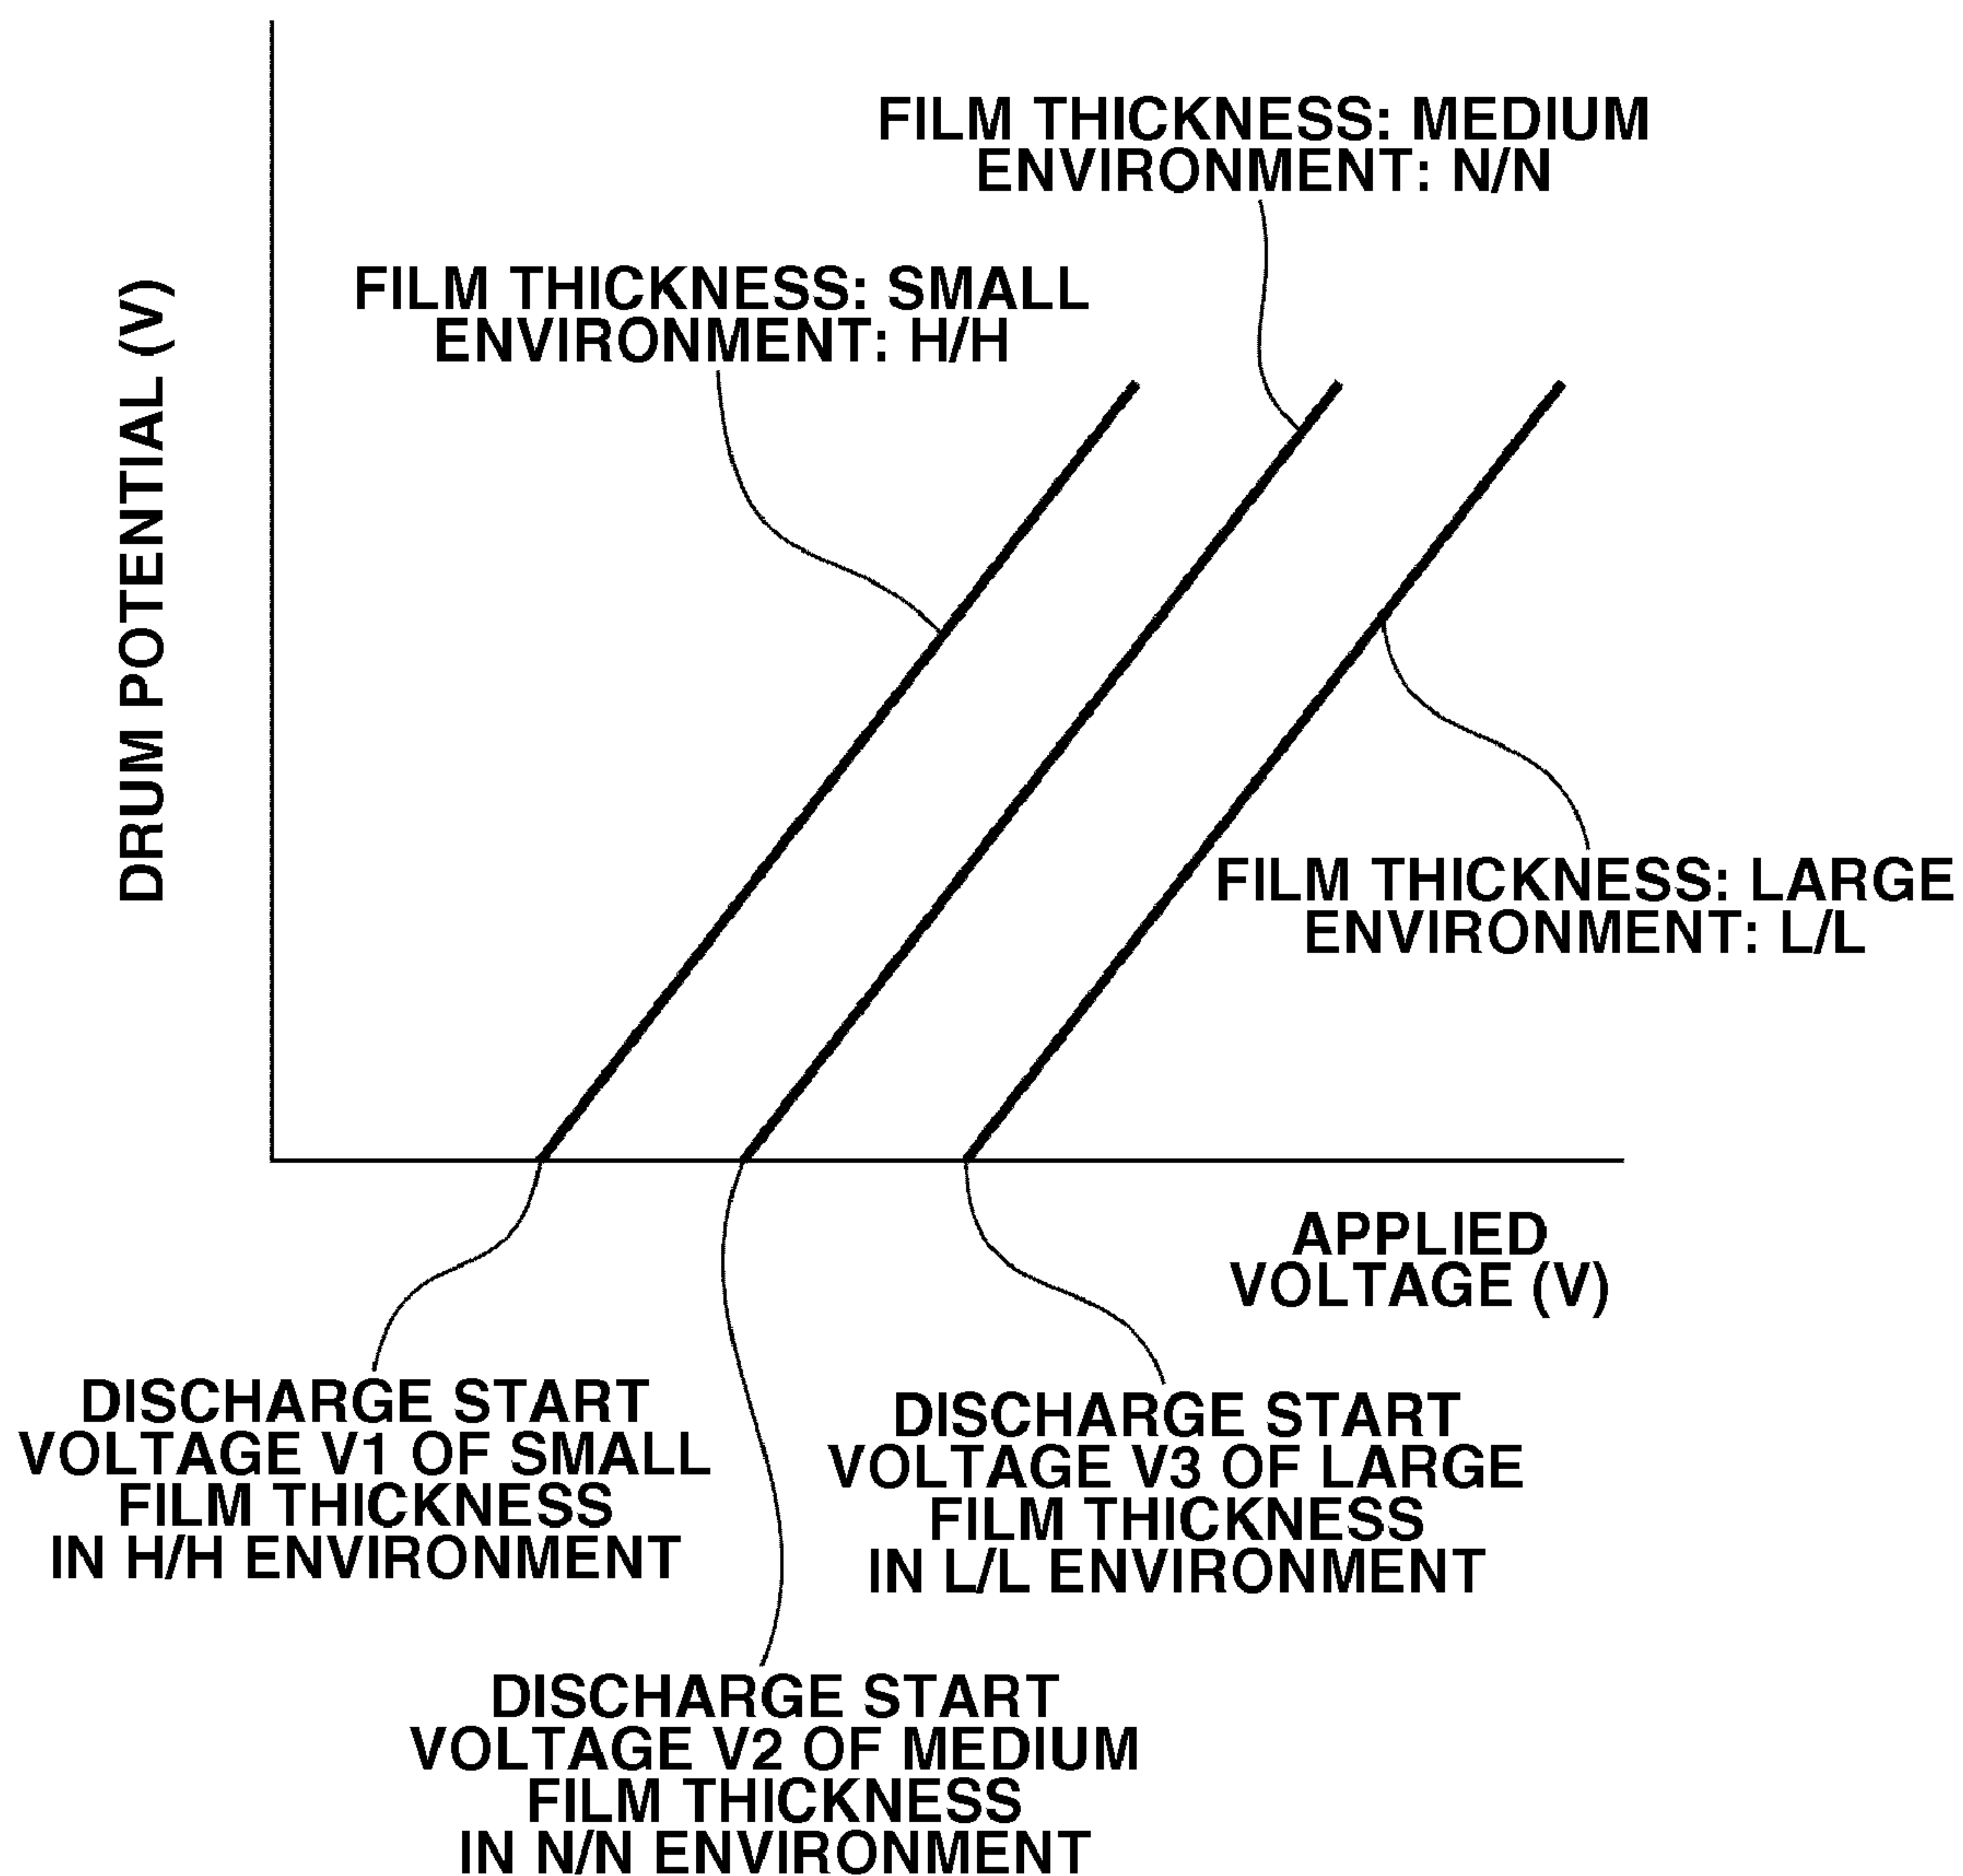 FILM THICKNESS: MEDIUM
ENVIRONMENT: N/N
FILM THICKNESS: SMALL
ENVIRONMENT: H/H
DRUM POTENTIAL (V)
FILM THICKNESS: LARGE
ENVIRONMENT: L/L
APPLIED
VOLTAGE (V)
DISCHARGE START
VOLTAGE V1 OF SMALL
FILM THICKNESS
IN H/H ENVIRONMENT
DISCHARGE START
VOLTAGE V3 OF LARGE
FILM THICKNESS
IN L/L ENVIRONMENT
DISCHARGE START
VOLTAGE V2 OF MEDIUM
FILM THICKNESS
IN N/N ENVIRONMENT